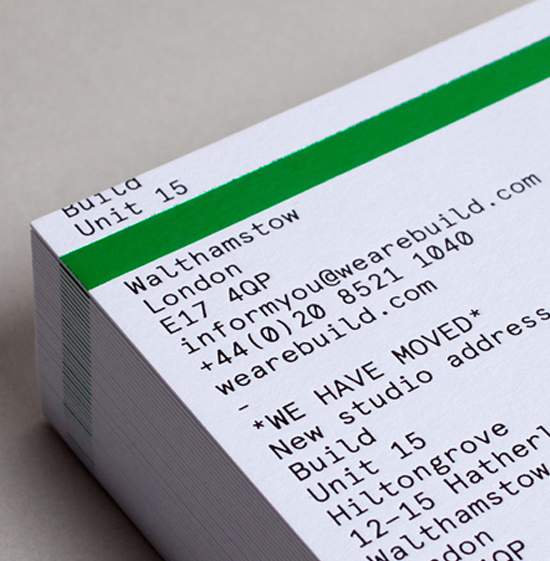 Build
Unit 15
Walthamstow
London
E17 4QP
informyou@wearebuild.com
+44(0)20 8521 1040
wearebuild.com
–
*WE HAVE MOVED*
New studio address
Build
Unit 15
Hiltongrove
12–15
Walthamstow